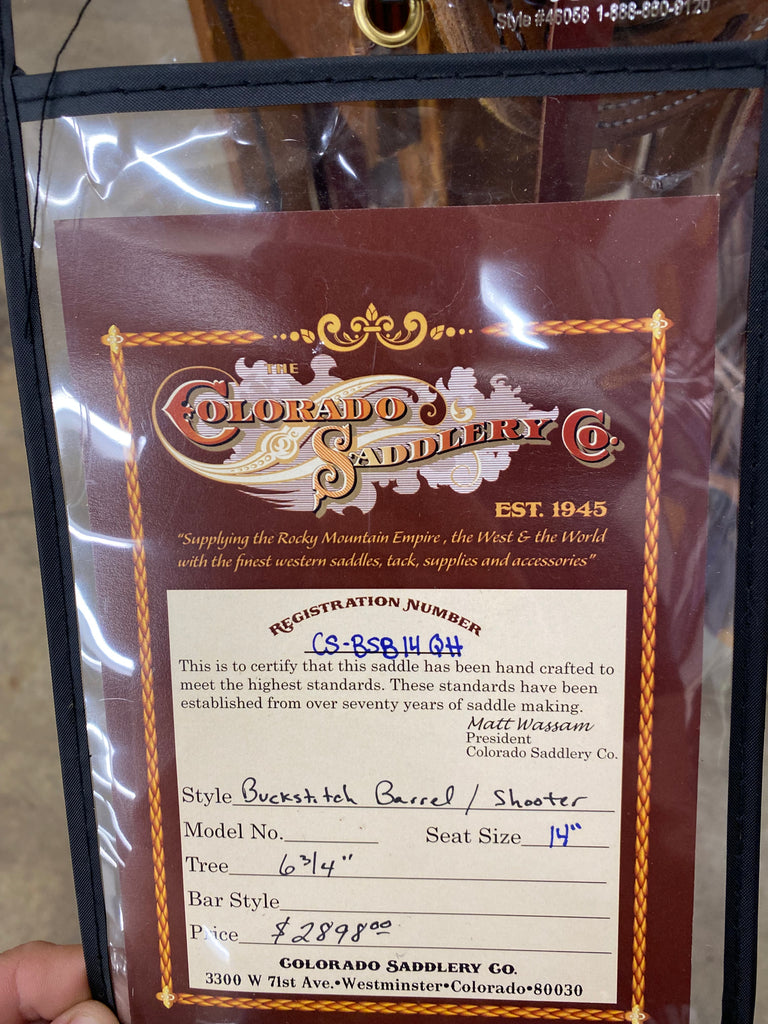 Style #46056 1-888-880-9120
THE
COLORADO
SADDLERY CO.
EST. 1945
"Supplying the Rocky Mountain Empire, the West & the World
with the finest western saddles, tack, supplies and accessories"
REGISTRATION NUMBER
CS-BSB14QH
This is to certify that this saddle has been hand crafted to
meet the highest standards. These standards have been
established from over seventy years of saddle making.
Matt Wassam
President
Colorado Saddlery Co.
Style Buckstitch Barrel / Shooter
Model No. Seat Size 14"
Tree 6 3/4"
Bar Style
Price $2898.00
COLORADO SADDLERY CO.
3300 W 71st Ave.•Westminster•Colorado•80030